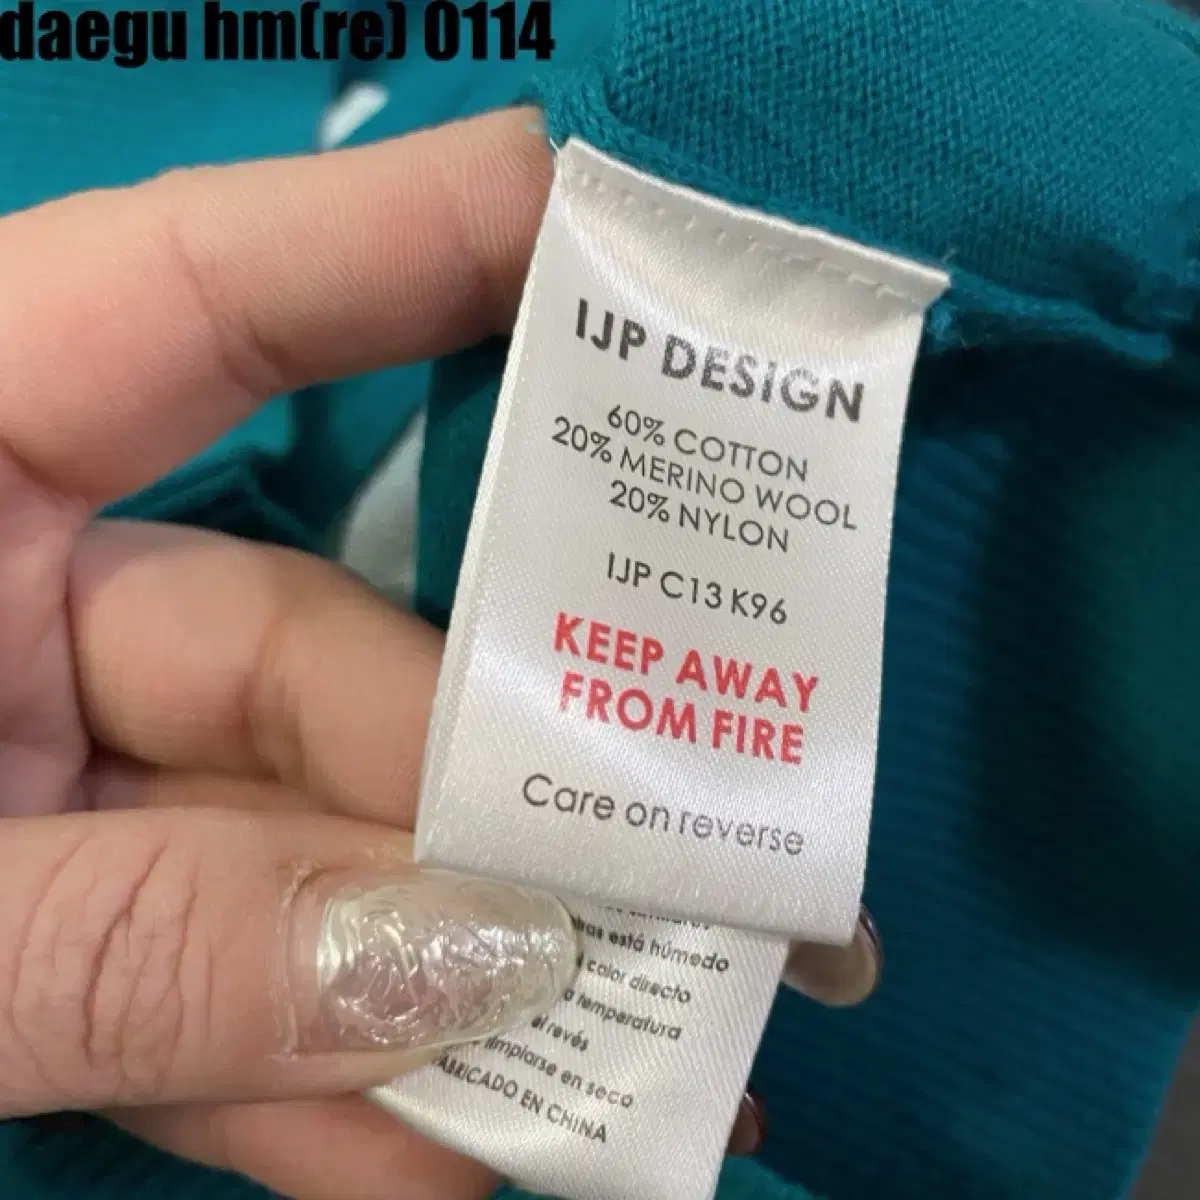 daegu hm(re) 0114
IJP DESIGN
60% COTTON
20% MERINO WOOL
20% NYLON
IJP C13 K96
KEEP AWAY
FROM FIRE
Care on reverse
está húmedo
calor directo
temperatura
el revés
limpiarse en seco
FABRICADO EN CHINA